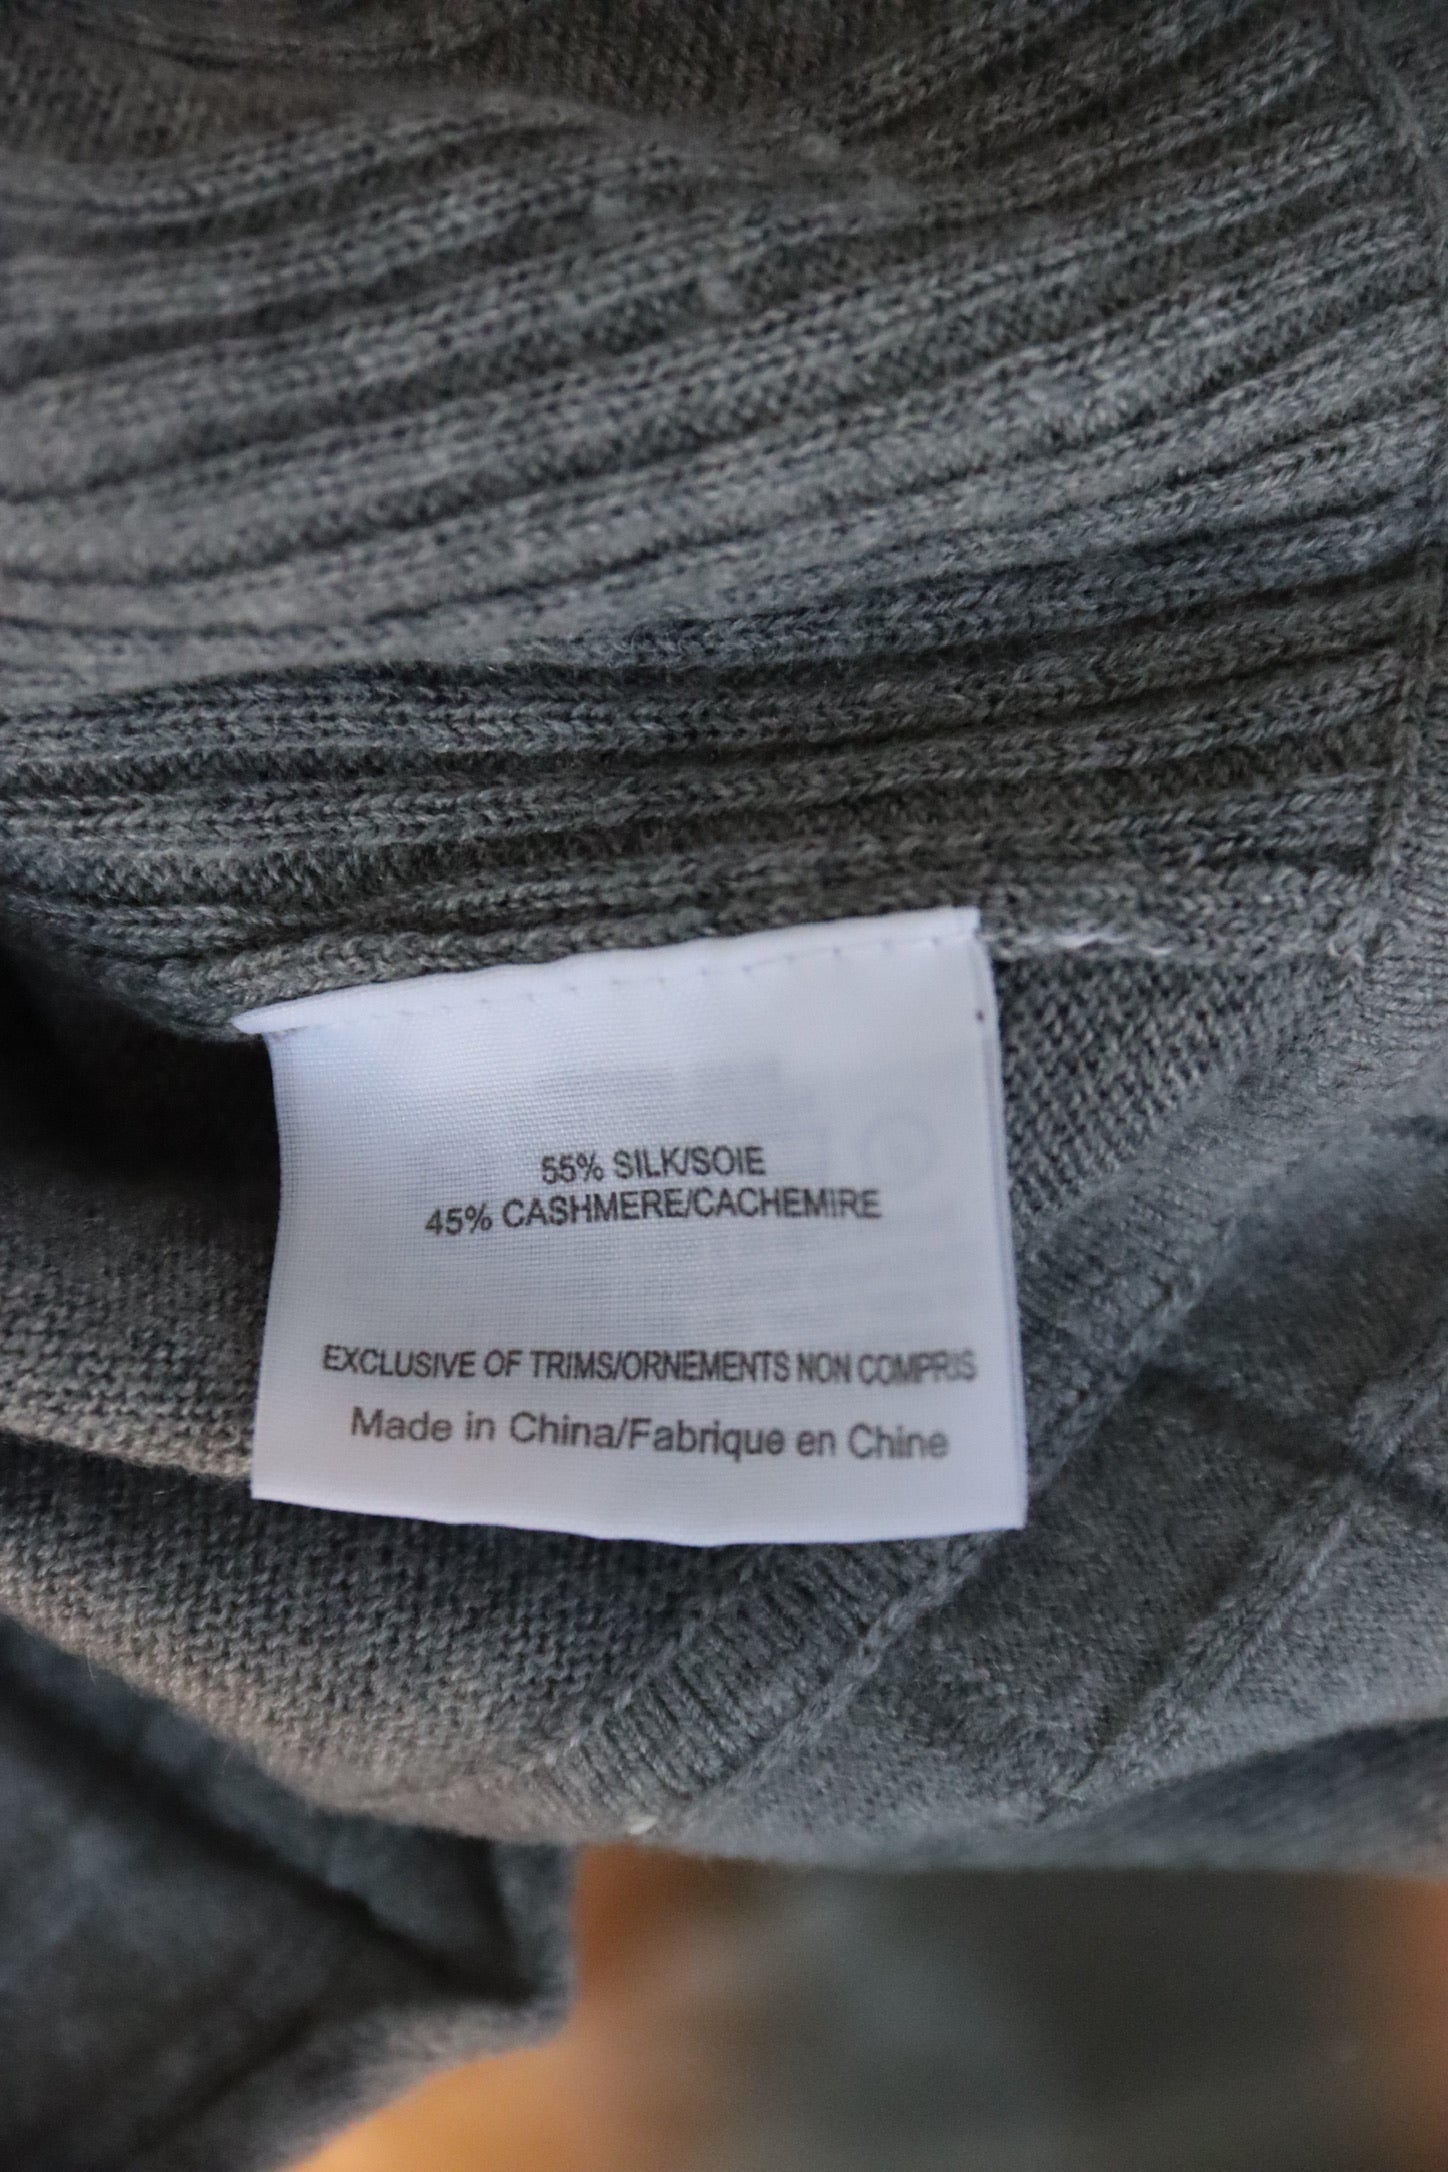 55% SILK/SOIE
45% CASHMERE/CACHEMIRE
EXCLUSIVE OF TRIMS/ORNEMENTS NON COMPRIS
Made in China/Fabrique en Chine